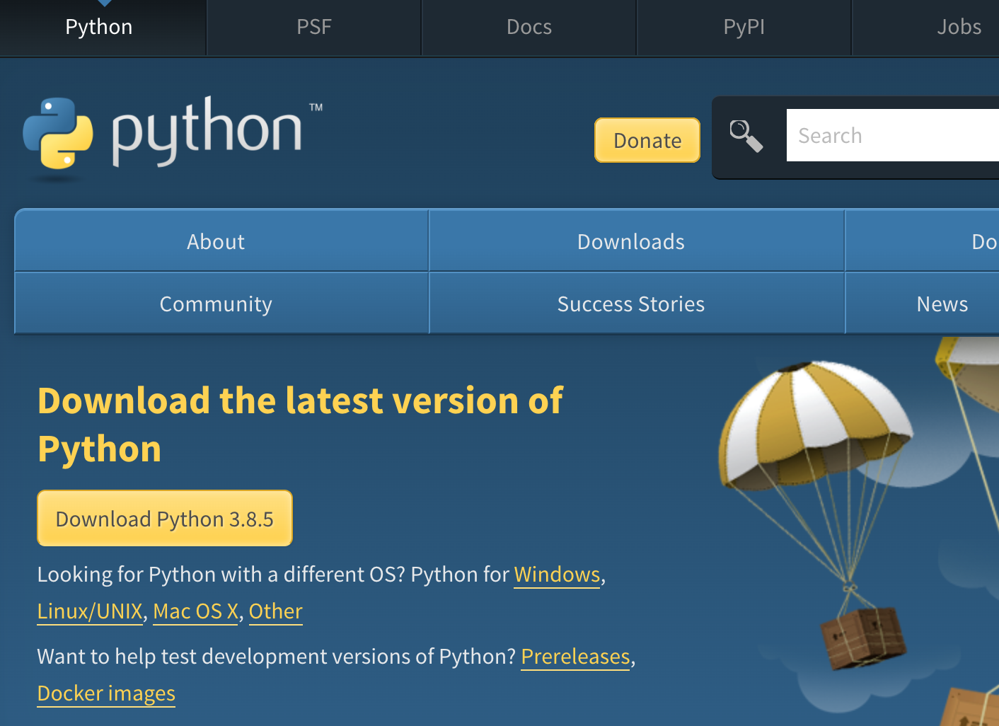 Python PSF Docs PyPI Jobs
python™
Donate
Search
About Downloads Do
Community Success Stories News
Download the latest version of
Python
Download Python 3.8.5
Looking for Python with a different OS? Python for Windows,
Linux/UNIX, Mac OS X, Other
Want to help test development versions of Python? Prereleases,
Docker images